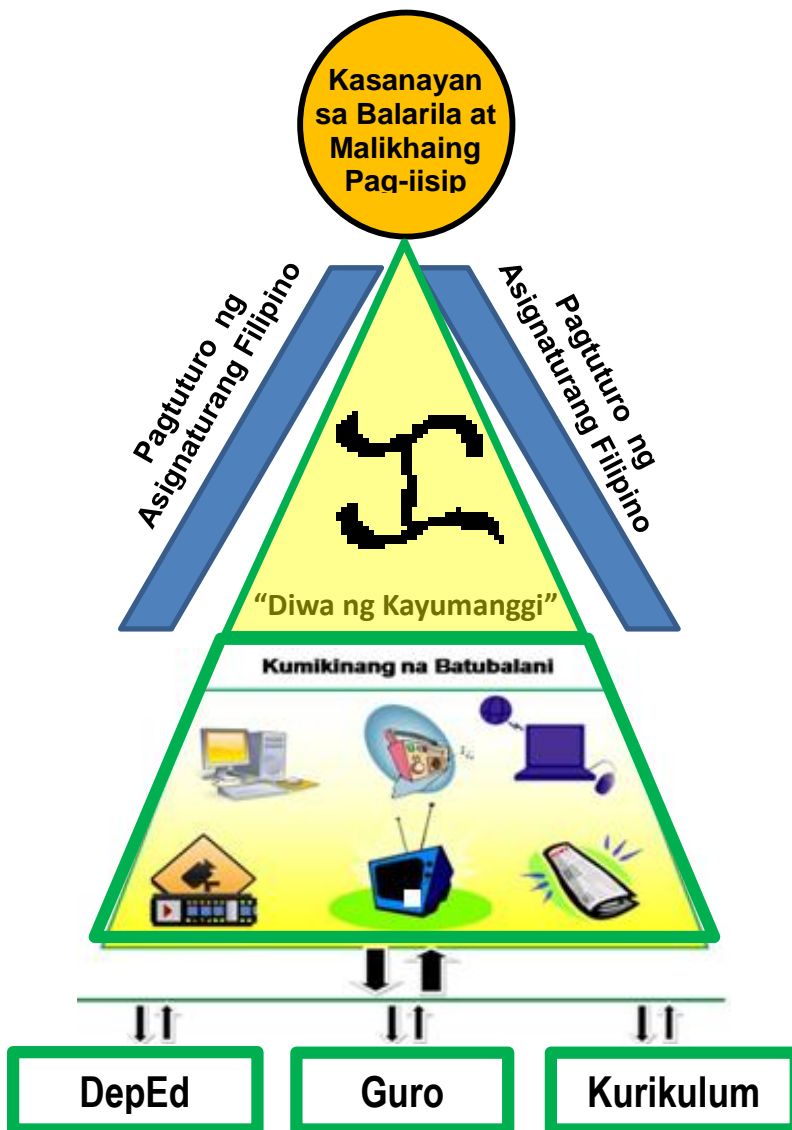 Kasanayan
sa Balarila at
Malikhaing
Pag-iisip
Pagtuturo ng
Asignaturang Filipino
Pagtuturo ng
Asignaturang Filipino
ᜃ
“Diwa ng Kayumanggi”
Kumikinang na Batubalani
DepEd
Guro
Kurikulum